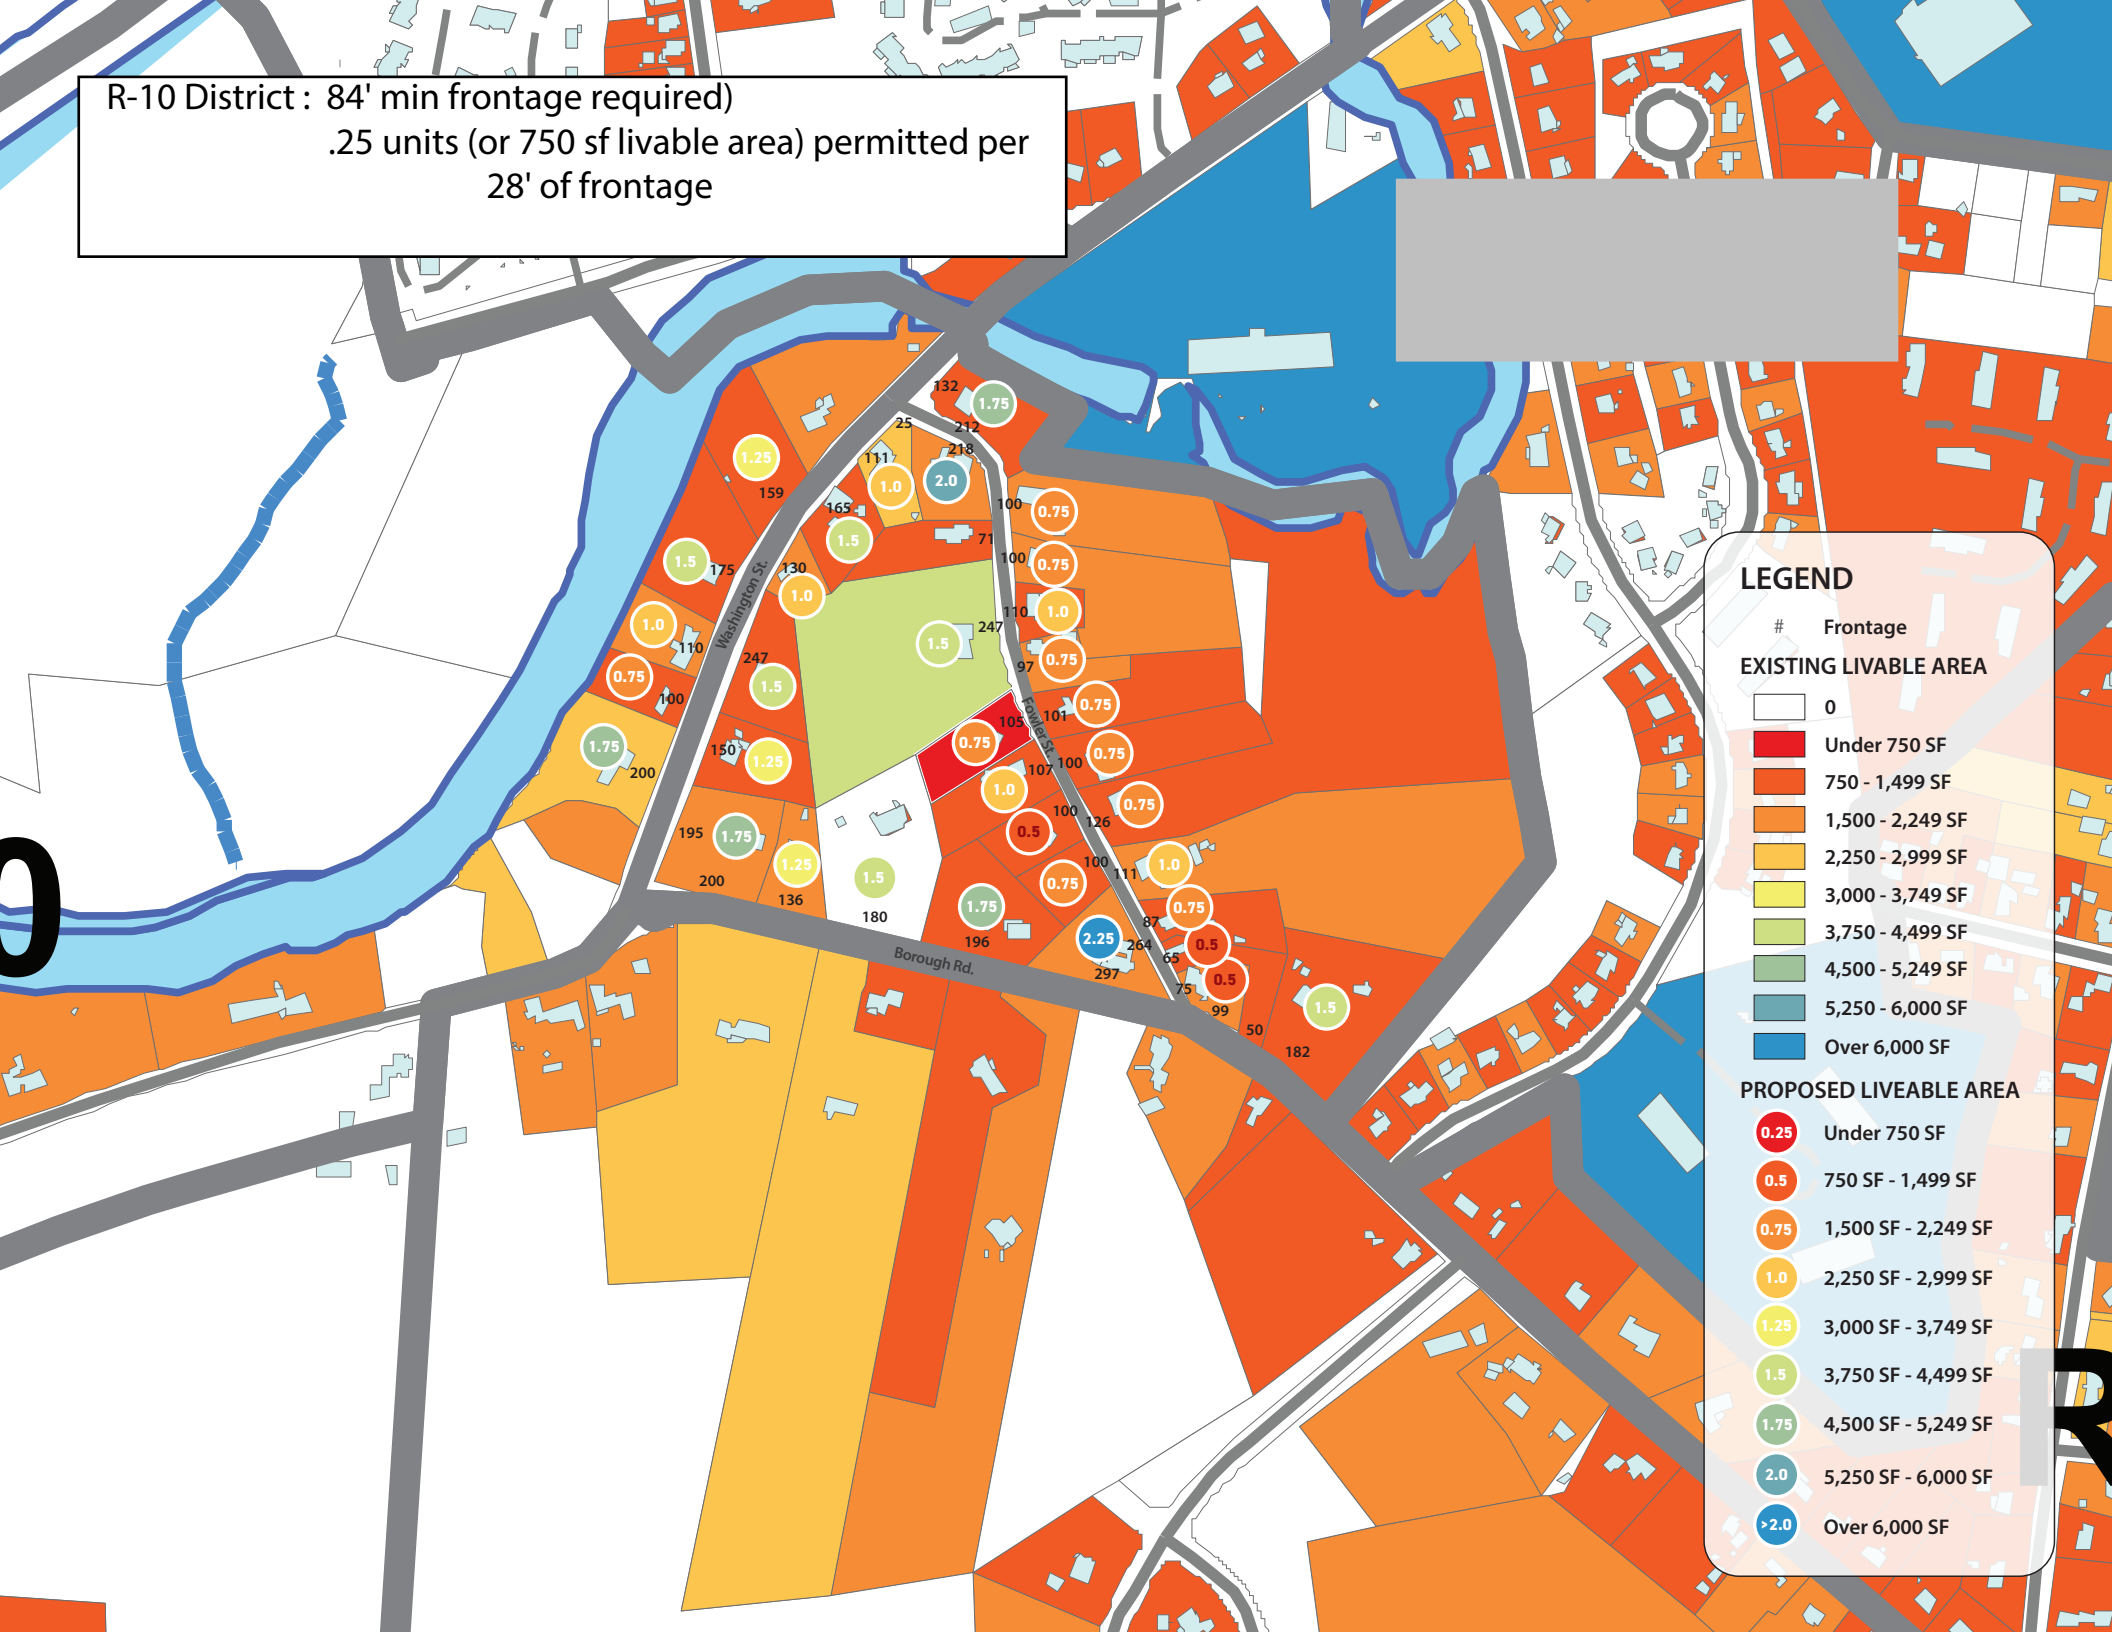 R-10 District : 84' min frontage required)
.25 units (or 750 sf livable area) permitted per
28' of frontage
132
1.75
212
25
218
111
1.0
2.0
1.25
159
165
1.5
71
100
0.75
100
0.75
1.5
175
130
1.0
110
1.0
247
1.5
97
0.75
1.0
110
Washington St.
247
1.5
0.75
100
101
0.75
Fowler St.
105
0.75
1.75
200
150
1.25
107
100
0.75
1.0
100
126
0.75
0.5
195
1.75
1.25
200
136
1.5
180
100
111
1.0
0.75
1.75
196
0.75
87
2.25
264
297
0.5
65
75
0.5
99
50
1.5
182
Borough Rd.
0
R
LEGEND
# Frontage
EXISTING LIVABLE AREA
0
Under 750 SF
750 - 1,499 SF
1,500 - 2,249 SF
2,250 - 2,999 SF
3,000 - 3,749 SF
3,750 - 4,499 SF
4,500 - 5,249 SF
5,250 - 6,000 SF
Over 6,000 SF
PROPOSED LIVEABLE AREA
0.25 Under 750 SF
0.5 750 SF - 1,499 SF
0.75 1,500 SF - 2,249 SF
1.0 2,250 SF - 2,999 SF
1.25 3,000 SF - 3,749 SF
1.5 3,750 SF - 4,499 SF
1.75 4,500 SF - 5,249 SF
2.0 5,250 SF - 6,000 SF
>2.0 Over 6,000 SF